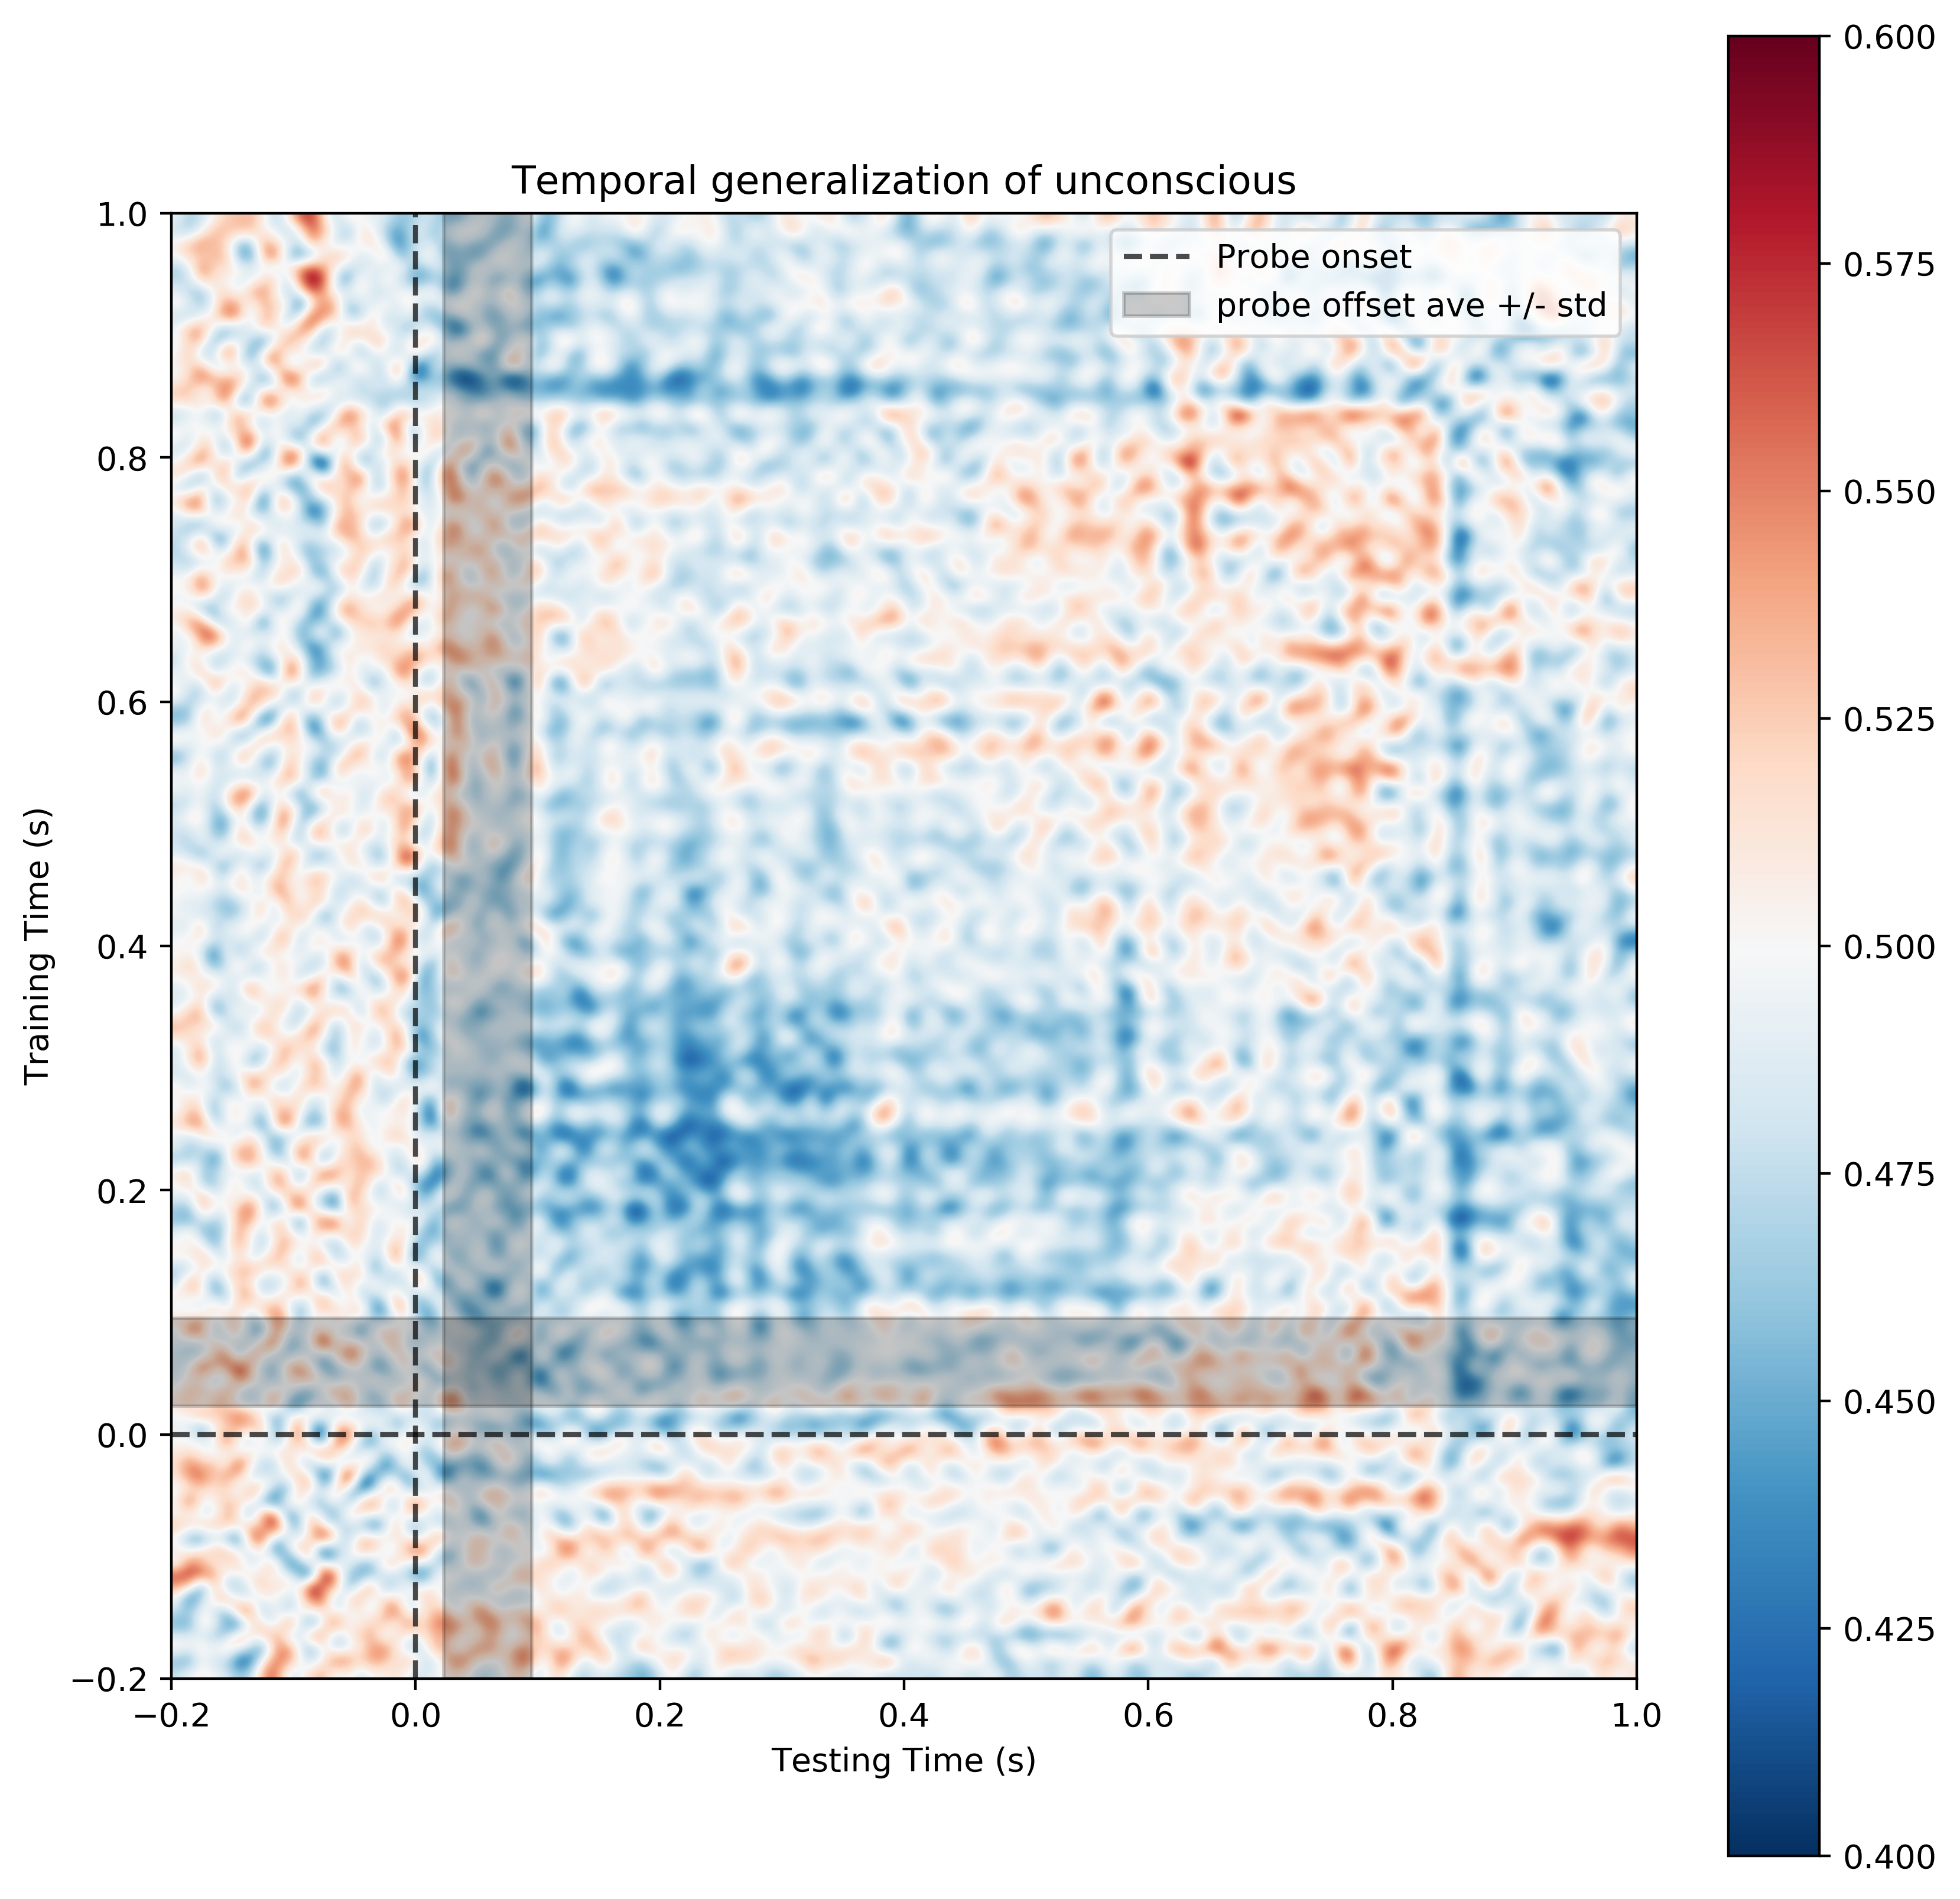 Temporal generalization of unconscious
Probe onset
probe offset ave +/- std
Training Time (s)
1.0
0.8
0.6
0.4
0.2
0.0
−0.2
−0.2 0.0 0.2 0.4 0.6 0.8 1.0
Testing Time (s)
0.600
0.575
0.550
0.525
0.500
0.475
0.450
0.425
0.400